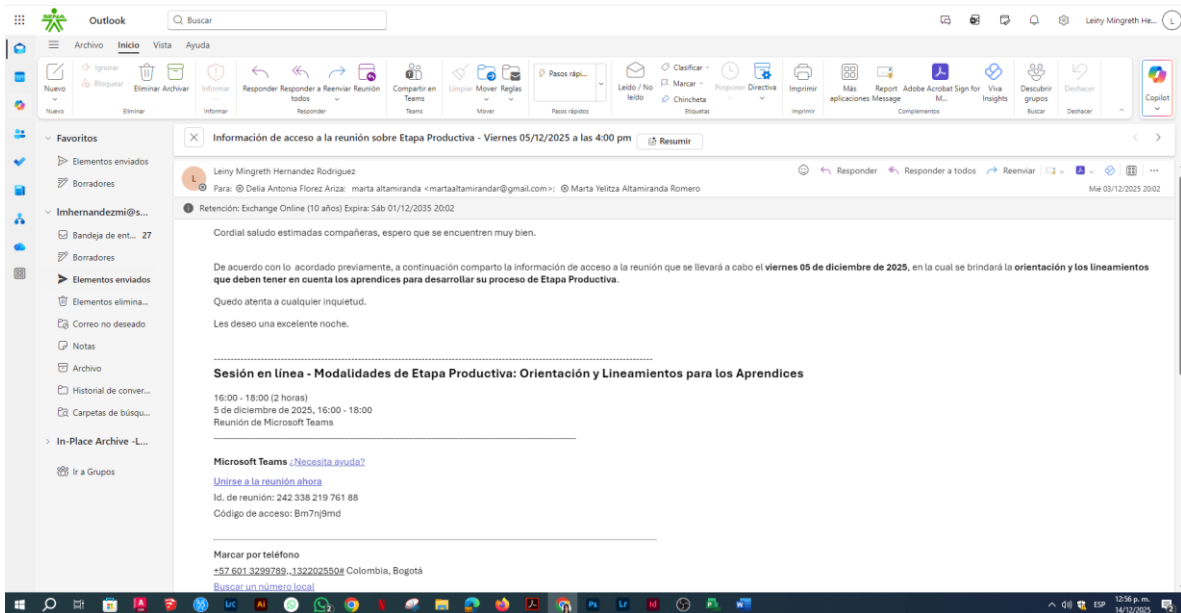 SENA
Outlook
Buscar
Leiny Mingreth He...
L
Archivo Inicio Vista Ayuda
Nuevo
Ignorar
Bloquear
Eliminar Archivar
Informar
Responder Responder a todos Reenviar Reunión
Compartir en Teams
Limpiar Mover Reglas
Pasos rápi...
Leído / No leído
Clasificar
Marcar
Chincheta
Posponer Directiva
Imprimir
Más aplicaciones
Report Message
Adobe Acrobat Sign for M...
Viva Insights
Descubrir grupos
Deshacer
Copilot
Nuevo Eliminar Informar Responder Teams Mover Pasos rápidos Etiquetas Imprimir Complementos Buscar Deshacer
Favoritos
Elementos enviados
Borradores
lmhernandezmi@s...
Bandeja de ent... 27
Borradores
Elementos enviados
Elementos elimina...
Correo no deseado
Notas
Archivo
Historial de conver...
Carpetas de búsqu...
In-Place Archive -L...
Ir a Grupos
Información de acceso a la reunión sobre Etapa Productiva - Viernes 05/12/2025 a las 4:00 pm
Resumir
L
Leiny Mingreth Hernandez Rodriguez
Responder Responder a todos Reenviar
Para: Delia Antonia Florez Ariza; marta altamiranda <martaaltamirandar@gmail.com>; Marta Yelitza Altamiranda Romero
Mié 03/12/2025 20:02
Retención: Exchange Online (10 años) Expira: Sáb 01/12/2035 20:02
Cordial saludo estimadas compañeras, espero que se encuentren muy bien.
De acuerdo con lo acordado previamente, a continuación comparto la información de acceso a la reunión que se llevará a cabo el viernes 05 de diciembre de 2025, en la cual se brindará la orientación y los lineamientos
que deben tener en cuenta los aprendices para desarrollar su proceso de Etapa Productiva.
Quedo atenta a cualquier inquietud.
Les deseo una excelente noche.
Sesión en línea - Modalidades de Etapa Productiva: Orientación y Lineamientos para los Aprendices
16:00 - 18:00 (2 horas)
5 de diciembre de 2025, 16:00 - 18:00
Reunión de Microsoft Teams
Microsoft Teams ¿Necesita ayuda?
Unirse a la reunión ahora
Id. de reunión: 242 338 219 761 88
Código de acceso: Bm7nj9md
Marcar por teléfono
+57 601 3299789,,132202550# Colombia, Bogotá
Buscar un número local
Lrc Ai Ps Lr Id
ESP
12:56 p. m.
14/12/2025